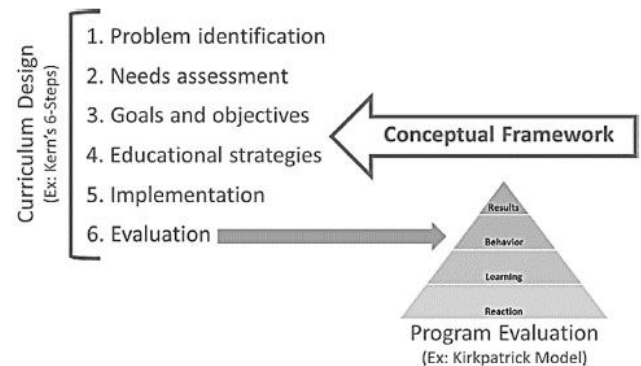 Curriculum Design
(Ex: Kern's 6-Steps)
1. Problem identification
2. Needs assessment
3. Goals and objectives
4. Educational strategies
5. Implementation
6. Evaluation
Conceptual Framework
Results
Behavior
Learning
Reaction
Program Evaluation
(Ex: Kirkpatrick Model)